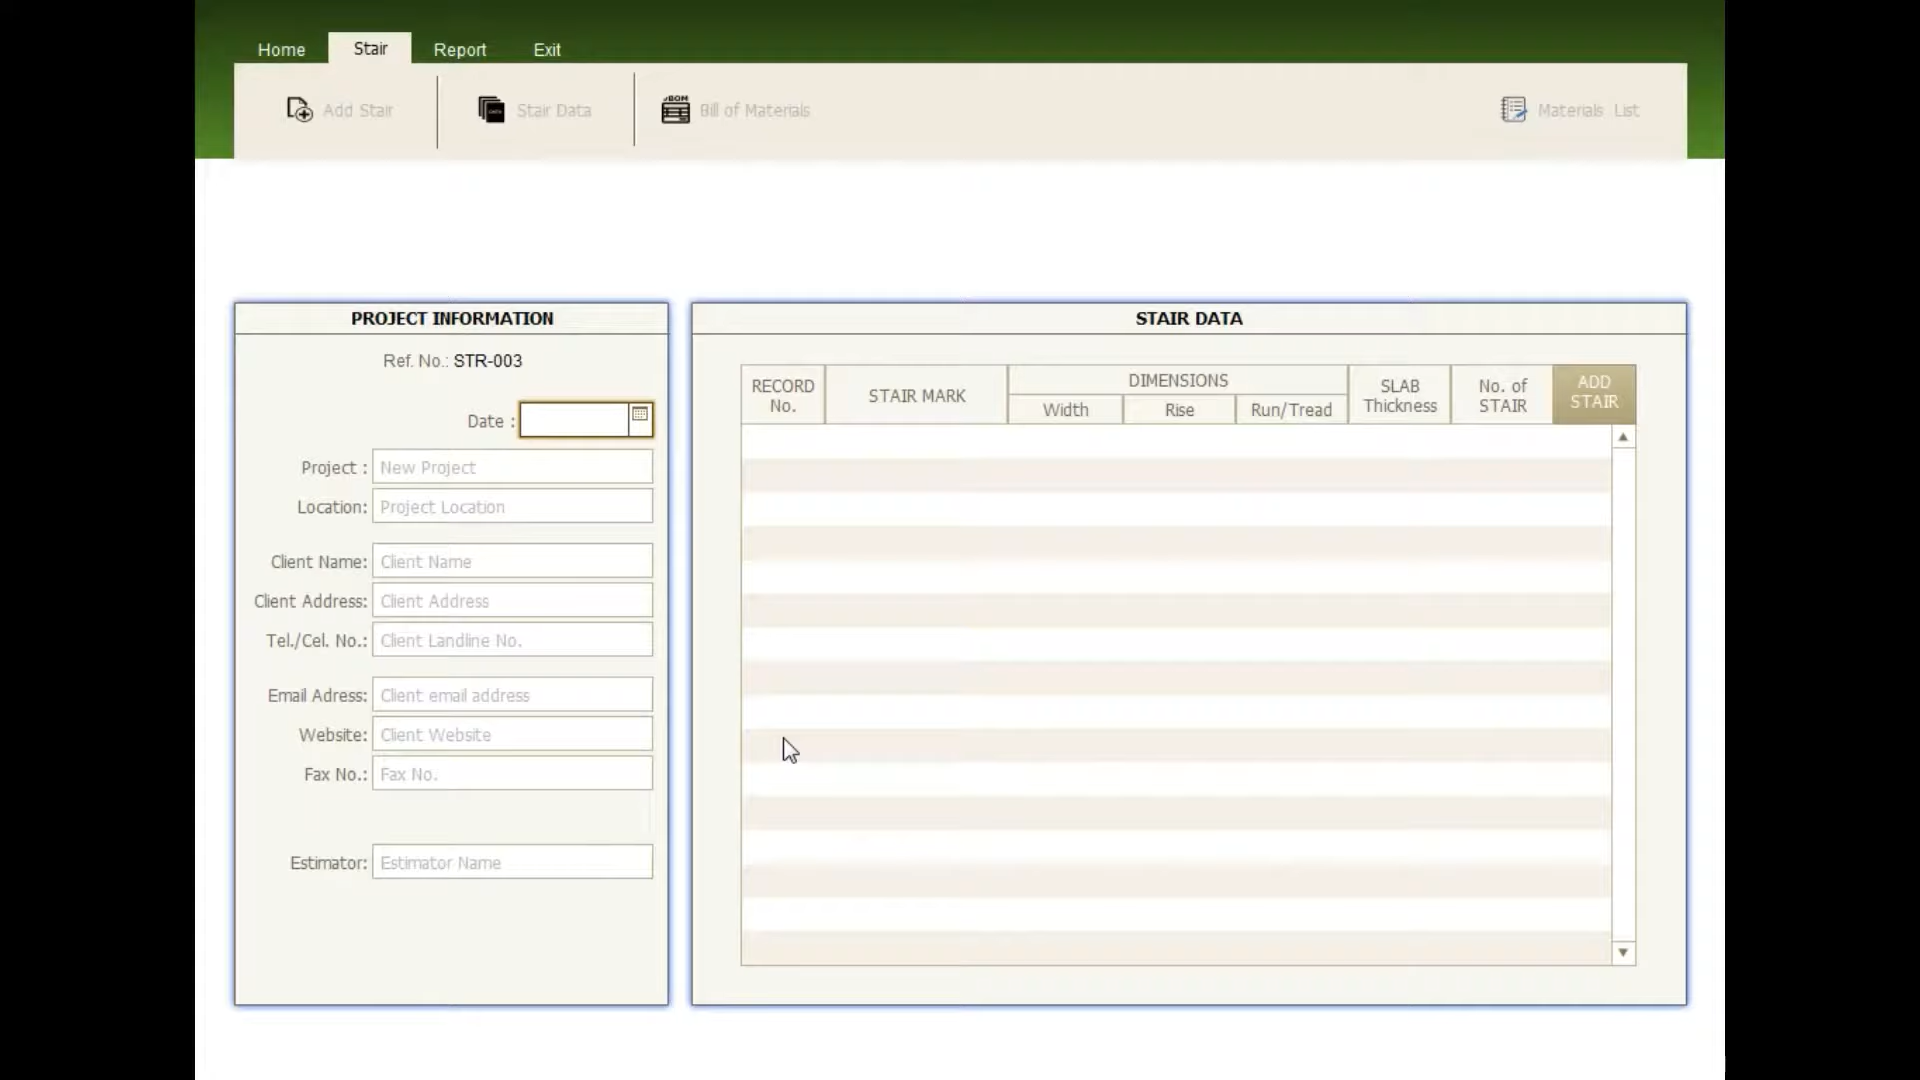 Home Stair Report Exit
Add Stair Stair Data Bill of Materials Materials List
PROJECT INFORMATION
Ref. No.: STR-003
Date :
Project : New Project
Location: Project Location
Client Name: Client Name
Client Address: Client Address
Tel./Cel. No.: Client Landline No.
Email Adress: Client email address
Website: Client Website
Fax No.: Fax No.
Estimator: Estimator Name
STAIR DATA
RECORD
No.
STAIR MARK
DIMENSIONS
Width Rise Run/Tread
SLAB
Thickness
No. of
STAIR
ADD
STAIR